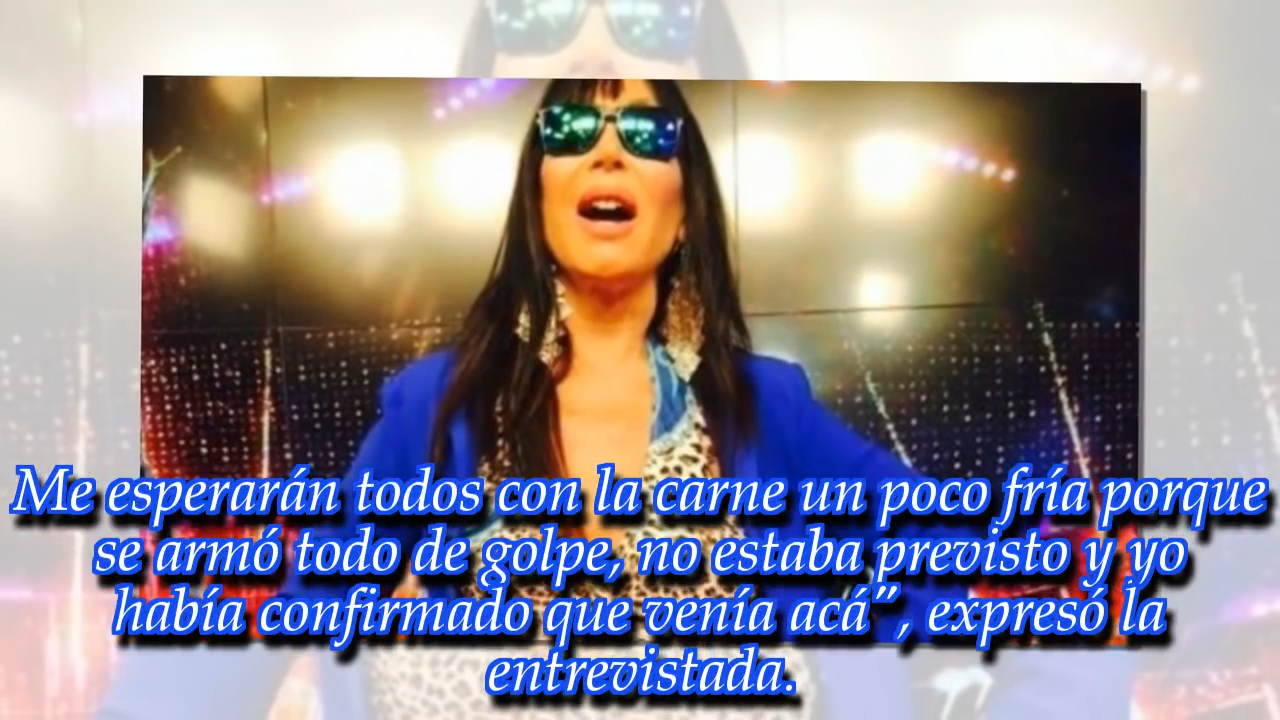 Me esperarán todos con la carne un poco fría porque
se armó todo de golpe, no estaba previsto y yo
había confirmado que venía acá”, expresó la
entrevistada.